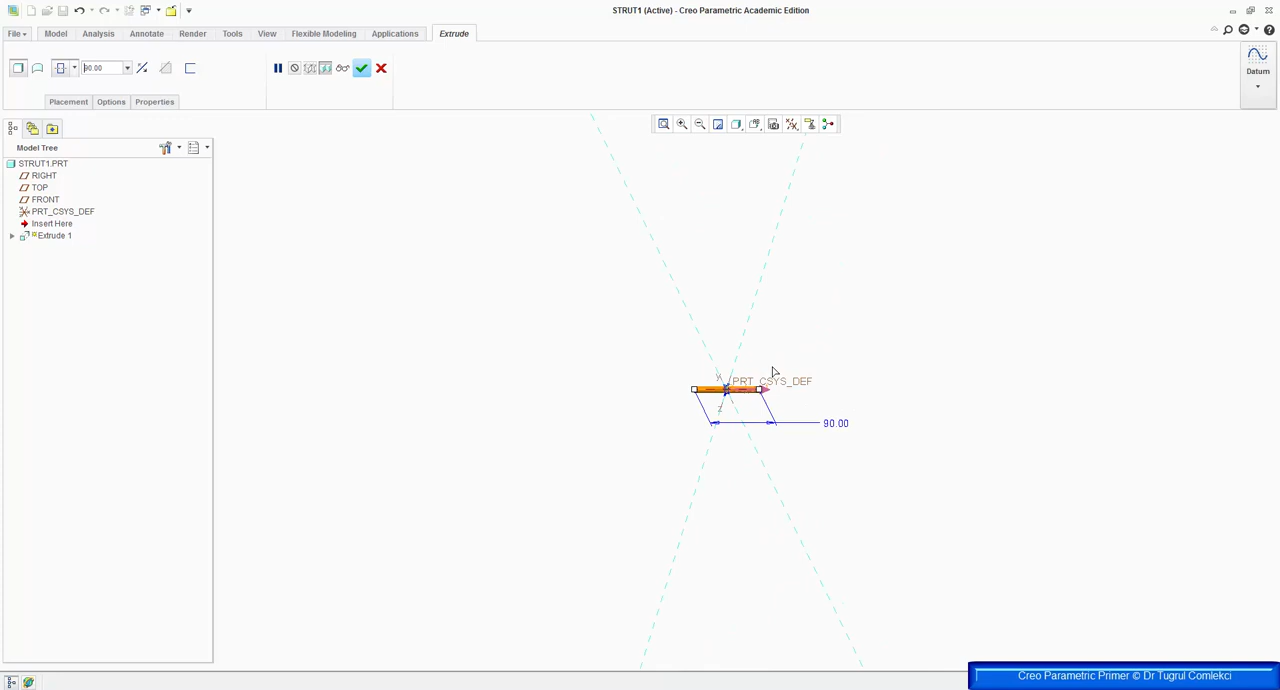 STRUT1 (Active) - Creo Parametric Academic Edition
File Model Analysis Annotate Render Tools View Flexible Modeling Applications Extrude
90.00
Datum
Placement Options Properties
Model Tree
STRUT1.PRT
RIGHT
TOP
FRONT
PRT_CSYS_DEF
Insert Here
Extrude 1
Y
PRT_CSYS_DEF
Z
90.00
Creo Parametric Primer © Dr Tugrul Comlekci